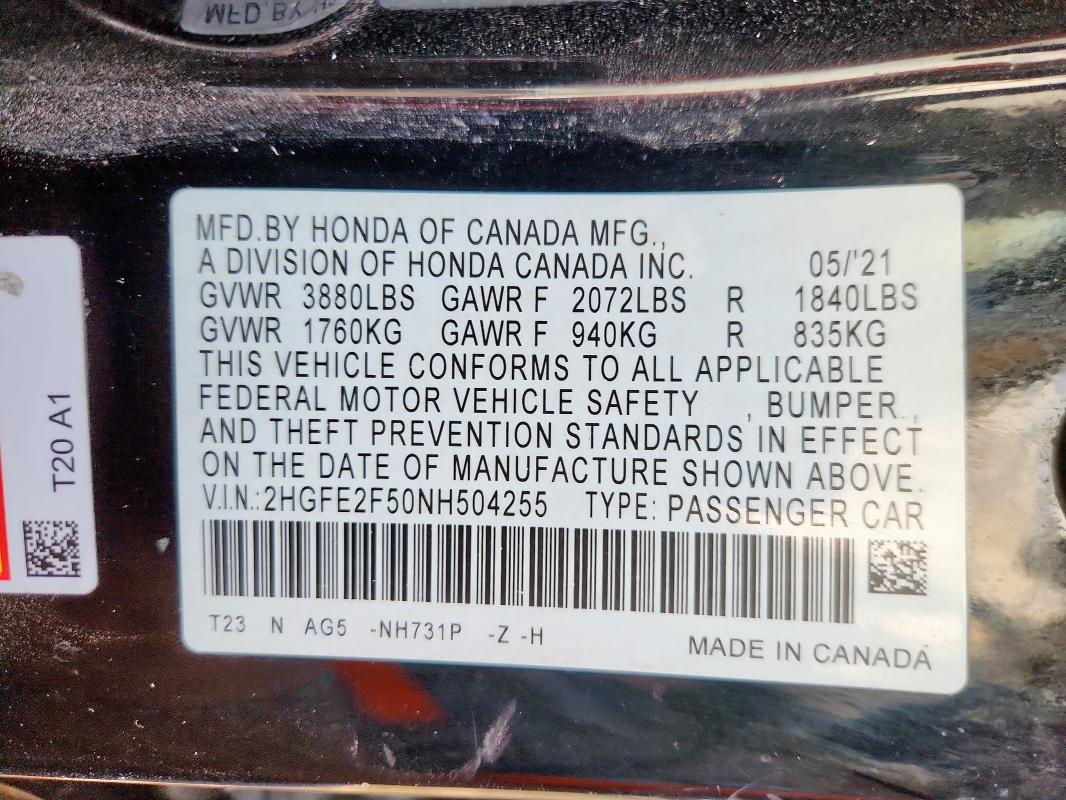 MFD. BY
MFD.BY HONDA OF CANADA MFG.,
A DIVISION OF HONDA CANADA INC. 05/'21
GVWR 3880LBS GAWR F 2072LBS R 1840LBS
GVWR 1760KG GAWR F 940KG R 835KG
THIS VEHICLE CONFORMS TO ALL APPLICABLE
FEDERAL MOTOR VEHICLE SAFETY , BUMPER ,
AND THEFT PREVENTION STANDARDS IN EFFECT
ON THE DATE OF MANUFACTURE SHOWN ABOVE.
V.I.N.:2HGFE2F50NH504255 TYPE: PASSENGER CAR
T23 N AG5 -NH731P -Z -H
MADE IN CANADA
T20 A1